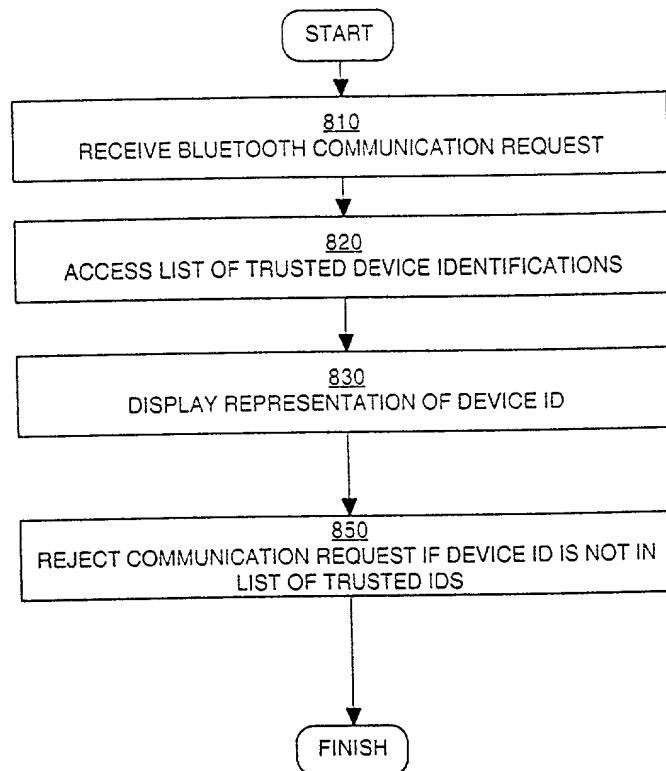 START
810
RECEIVE BLUETOOTH COMMUNICATION REQUEST
820
ACCESS LIST OF TRUSTED DEVICE IDENTIFICATIONS
830
DISPLAY REPRESENTATION OF DEVICE ID
850
REJECT COMMUNICATION REQUEST IF DEVICE ID IS NOT IN
LIST OF TRUSTED IDS
FINISH